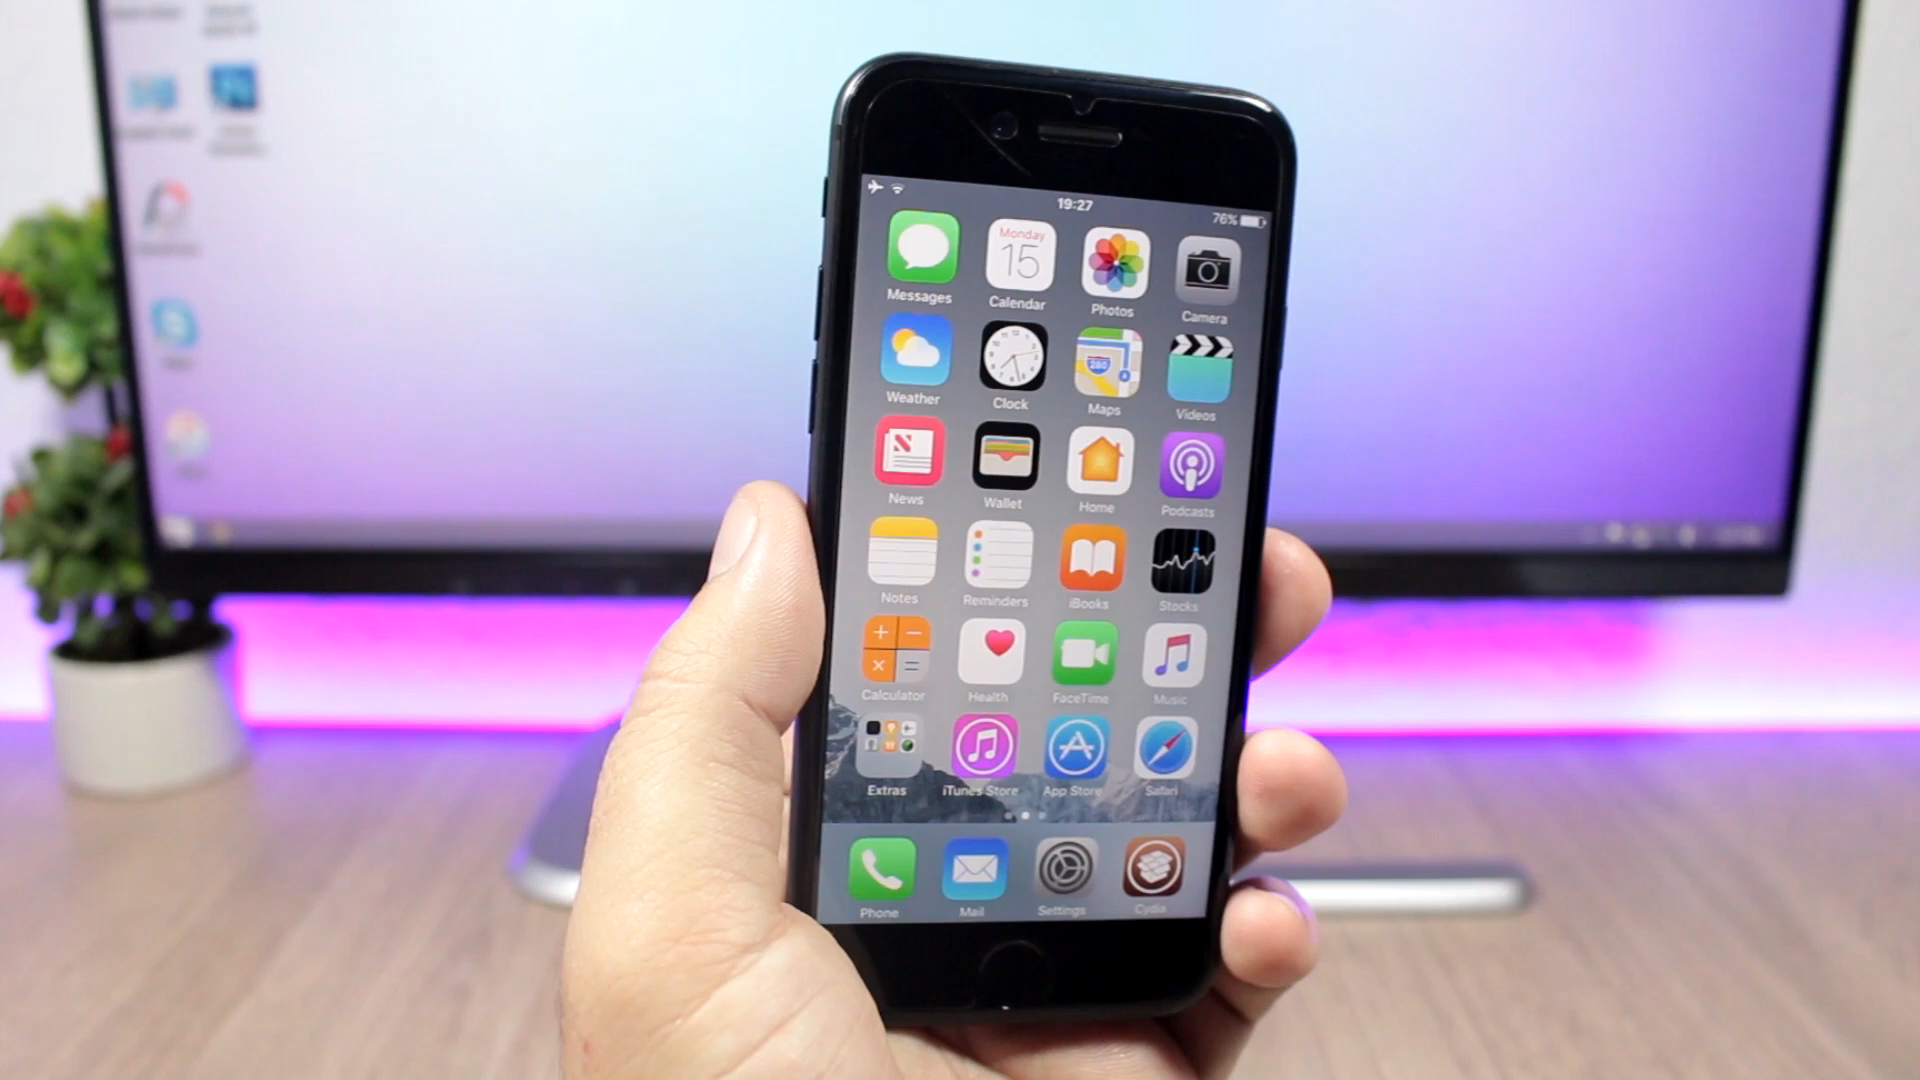 19:27
76%
Monday
15
Messages
Calendar
Photos
Camera
280
Weather
Clock
Maps
Videos
News
Wallet
Home
Podcasts
Notes
Reminders
iBooks
Stocks
Calculator
Health
FaceTime
Music
Extras
iTunes Store
App Store
Safari
Phone
Mail
Settings
Cydia